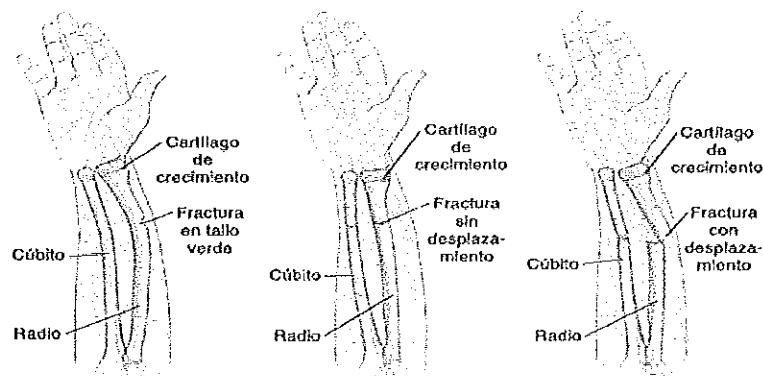 Cartílago
de
crecimiento
Fractura
en tallo
verde
Cúbito
Radio
Cartílago
de
crecimiento
Fractura
sin
desplaza-
miento
Cúbito
Radio
Cartílago
de
crecimiento
Fractura
con
desplaza-
miento
Cúbito
Radio